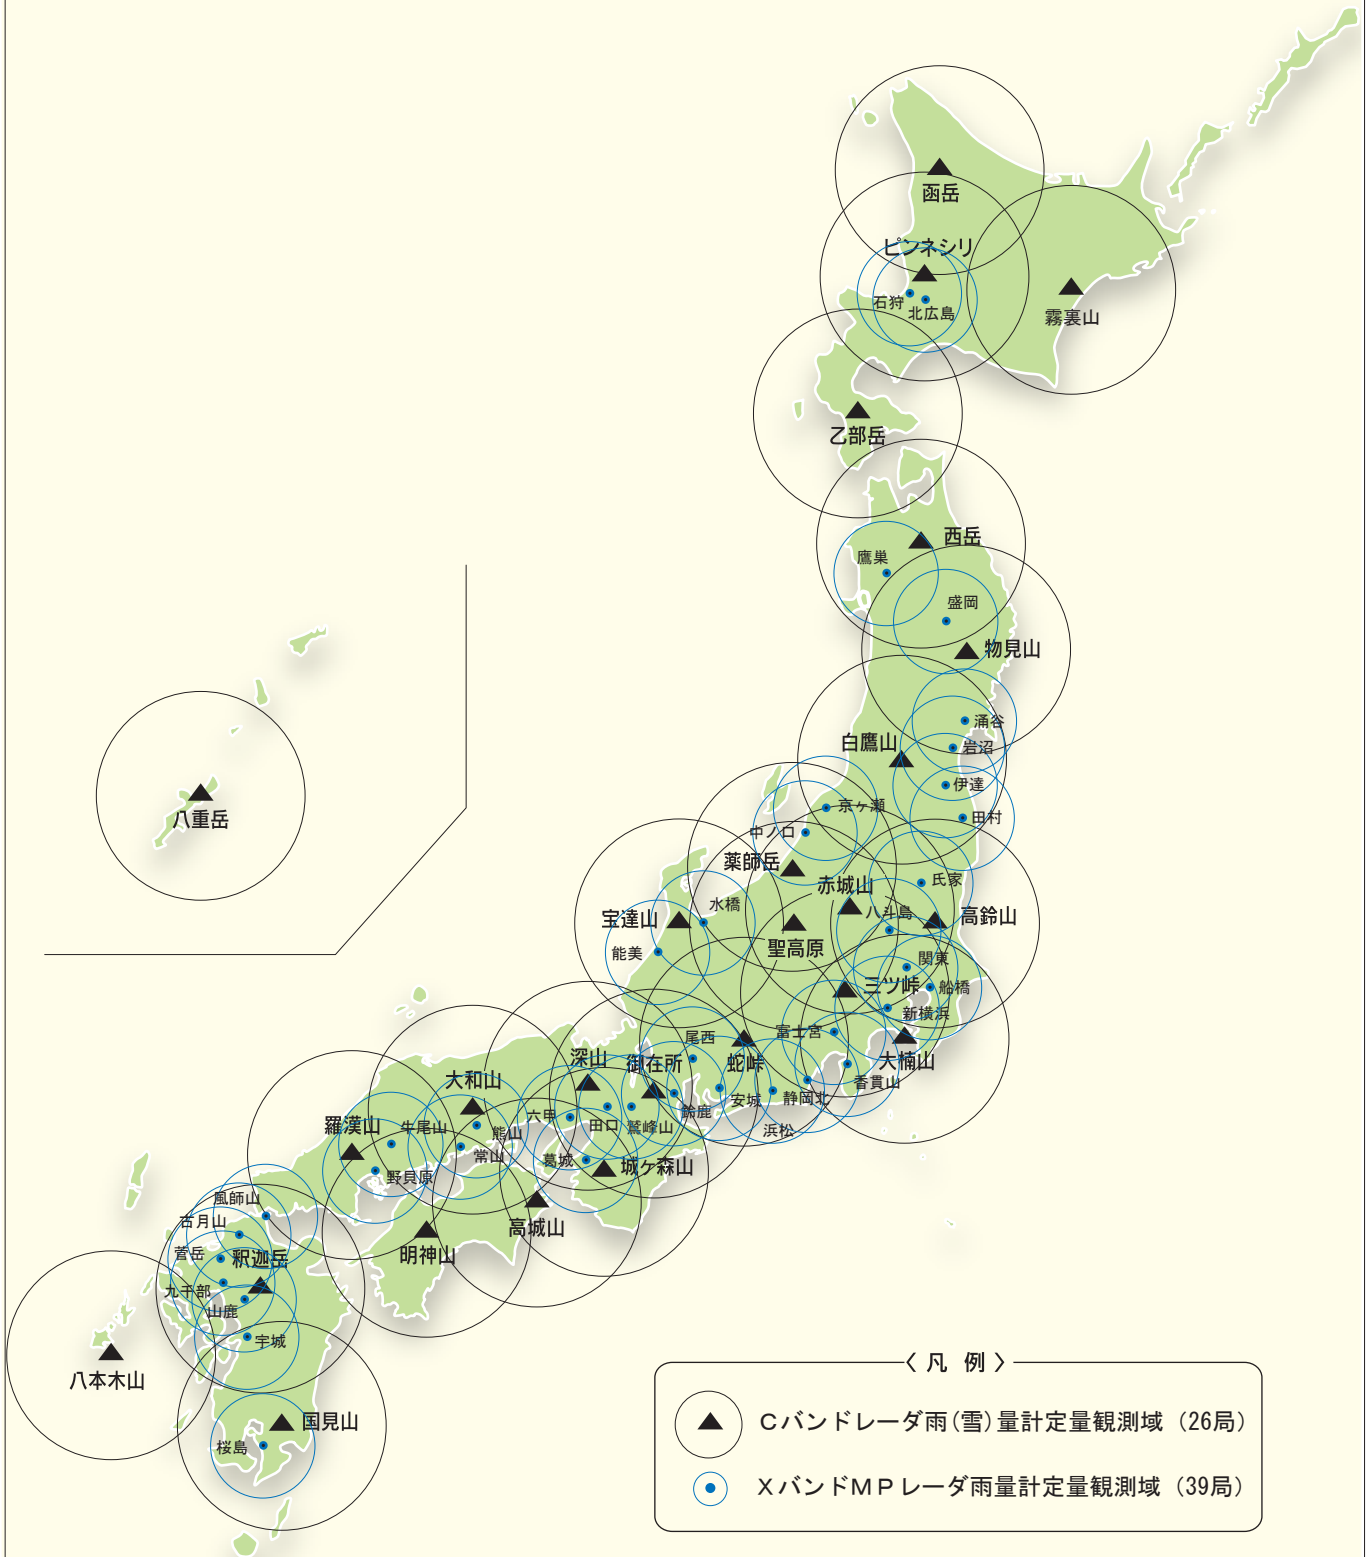 函岳
ピンネシリ
石狩
北広島
霧裏山
乙部岳
西岳
鷹巣
盛岡
物見山
涌谷
白鷹山
岩沼
伊達
京ヶ瀬
田村
中ノ口
八重岳
薬師岳
赤城山
氏家
水橋
八斗島
宝達山
高鈴山
聖高原
能美
関東
三ツ峠
船橋
新横浜
富士宮
尾西
大楠山
深山
御在所
蛇峠
大和山
香貫山
安城
静岡北
鈴鹿
六甲
田口
鷲峰山
羅漢山
牛尾山
熊山
浜松
常山
葛城
城ヶ森山
野貝原
風師山
古月山
高城山
菅岳
釈迦岳
明神山
九千部
山鹿
宇城
八本木山
国見山
桜島
〈 凡 例 〉
Cバンドレーダ雨(雪)量計定量観測域（26局）
XバンドMPレーダ雨量計定量観測域（39局）